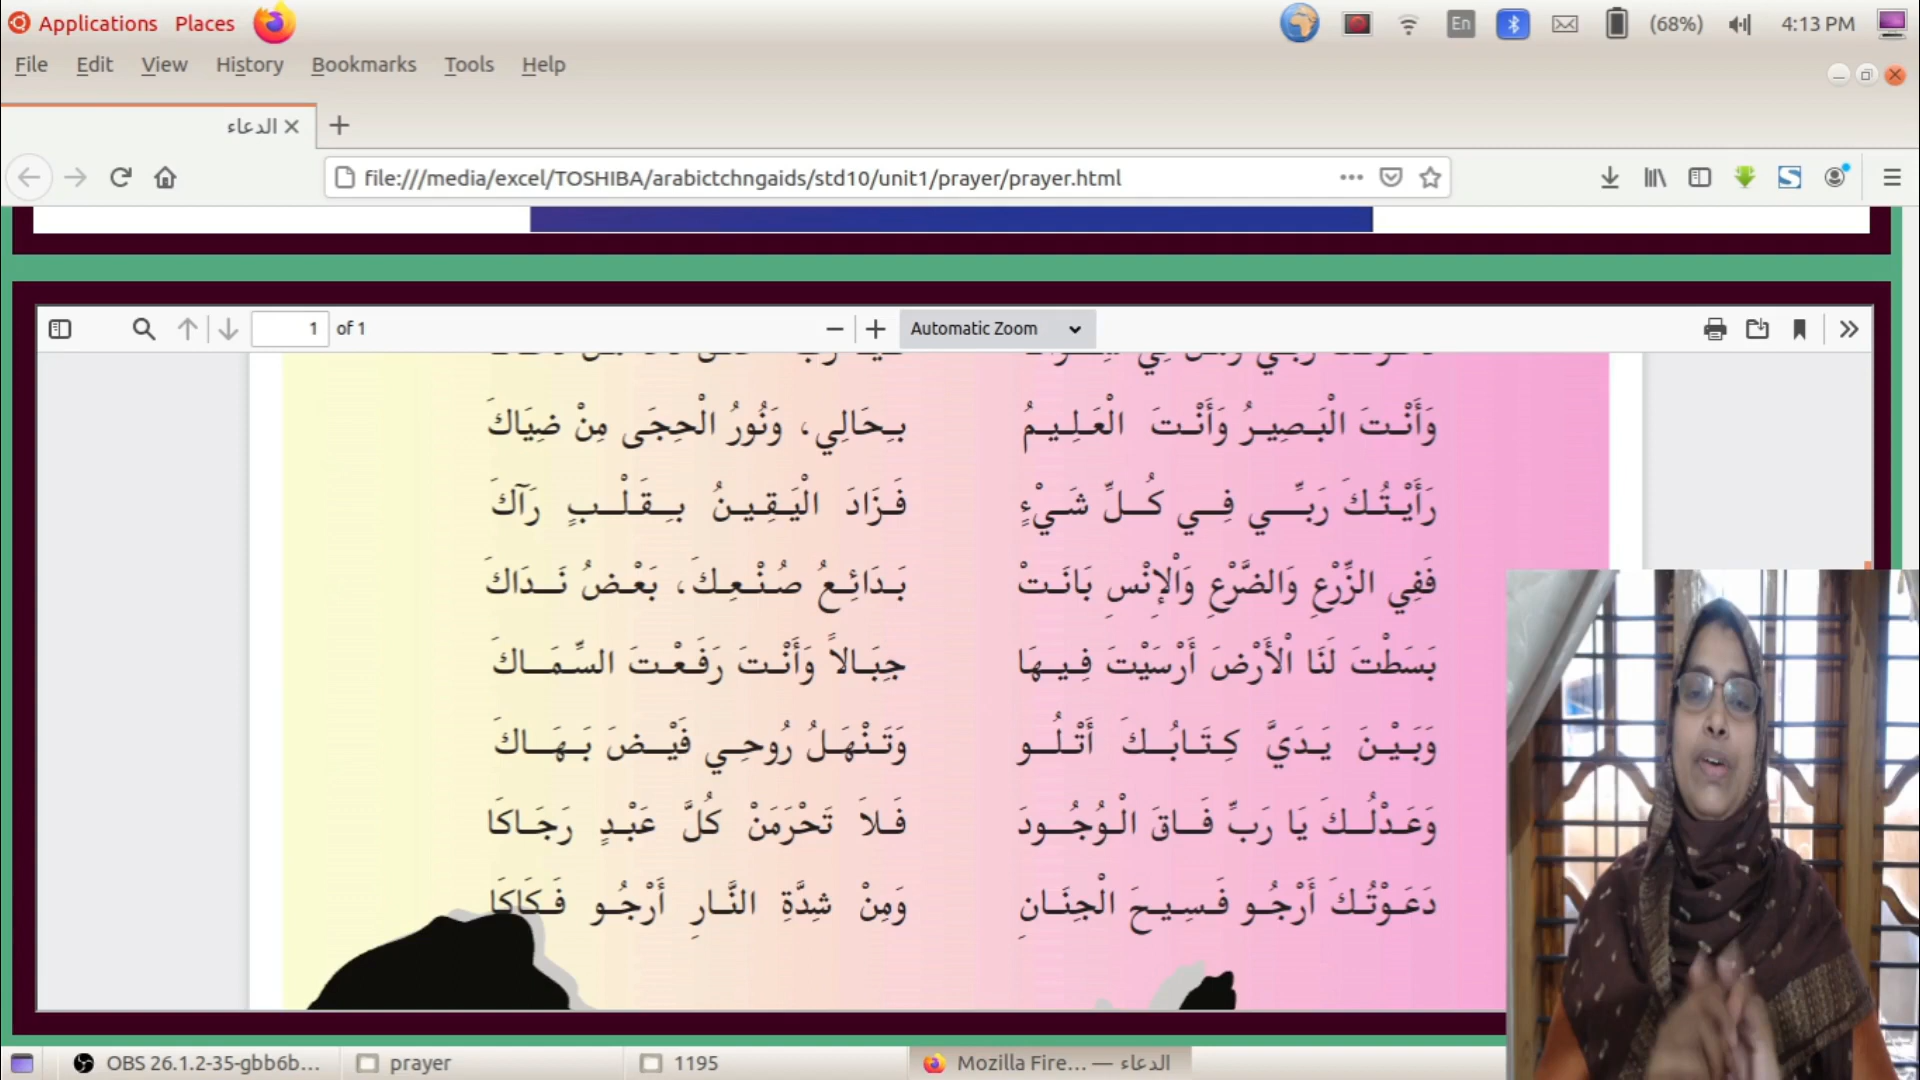 Applications Places En (68%) 4:13 PM
File Edit View History Bookmarks Tools Help
الدعاء
file:///media/excel/TOSHIBA/arabictchngaids/std10/unit1/prayer/prayer.html
1 of 1 Automatic Zoom
وَأَنْتَ الْبَصِيرُ وَأَنْتَ الْعَلِيمُ بِحَالِي، وَنُورُ الْحِجَى مِنْ ضِيَاكَ
رَأَيْتُكَ رَبِّي فِي كُلِّ شَيْءٍ فَزَادَ الْيَقِينُ بِقَلْبٍ رَآكَ
فَفِي الزَّرْعِ وَالضَّرْعِ وَالْإِنْسِ بَانَتْ بَدَائِعُ صُنْعِكَ، بَعْضُ نَدَاكَ
بَسَطْتَ لَنَا الْأَرْضَ أَرْسَيْتَ فِيهَا جِبَالاً وَأَنْتَ رَفَعْتَ السِّمَاكَ
وَبَيْنَ يَدَيَّ كِتَابُكَ أَتْلُو وَتَنْهَلُ رُوحِي فَيْضَ بَهَاكَ
وَعَدْلُكَ يَا رَبِّ فَاقَ الْوُجُودَ فَلاَ تَحْرَمَنْ كُلَّ عَبْدٍ رَجَاكَا
دَعَوْتُكَ أَرْجُو فَسِيحَ الْجِنَانِ وَمِنْ شِدَّةِ النَّارِ أَرْجُو فَكَاكَا
OBS 26.1.2-35-gbb6b... prayer 1195 Mozilla Fire... — الدعاء